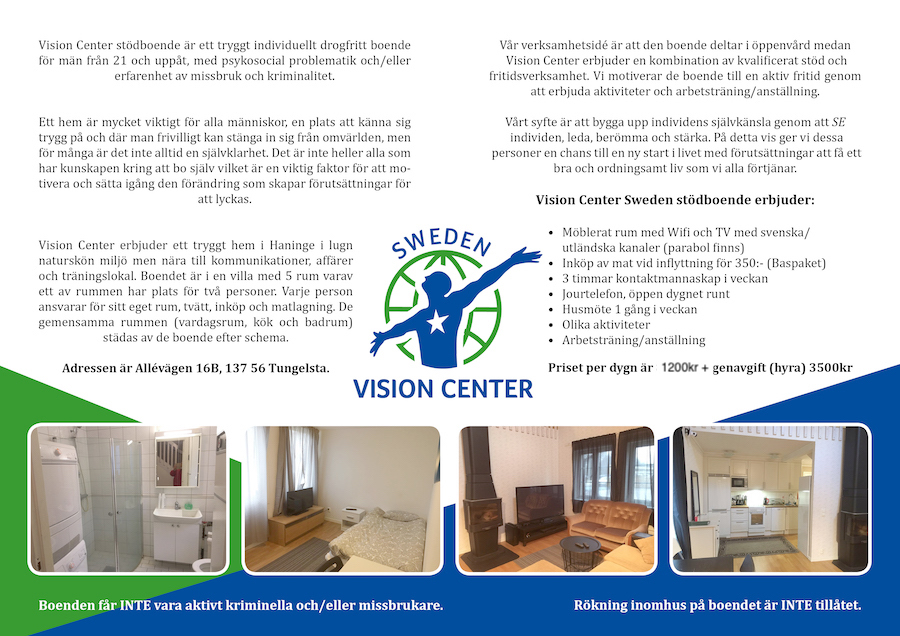 Vision Center stödboende är ett tryggt individuellt drogfritt boende
för män från 21 och uppåt, med psykosocial problematik och/eller
erfarenhet av missbruk och kriminalitet.
Ett hem är mycket viktigt för alla människor, en plats att känna sig
trygg på och där man frivilligt kan stänga in sig från omvärlden, men
för många är det inte alltid en självklarhet. Det är inte heller alla som
har kunskapen kring att bo själv vilket är en viktig faktor för att mo-
tivera och sätta igång den förändring som skapar förutsättningar för
att lyckas.
Vision Center erbjuder ett tryggt hem i Haninge i lugn
naturskön miljö men nära till kommunikationer, affärer
och träningslokal. Boendet är i en villa med 5 rum varav
ett av rummen har plats för två personer. Varje person
ansvarar för sitt eget rum, tvätt, inköp och matlagning. De
gemensamma rummen (vardagsrum, kök och badrum)
städas av de boende efter schema.
Adressen är Allévägen 16B, 137 56 Tungelsta.
SWEDEN
VISION CENTER
Vår verksamhetsidé är att den boende deltar i öppenvård medan
Vision Center erbjuder en kombination av kvalificerat stöd och
fritidsverksamhet. Vi motiverar de boende till en aktiv fritid genom
att erbjuda aktiviteter och arbetsträning/anställning.
Vårt syfte är att bygga upp individens självkänsla genom att SE
individen, leda, berömma och stärka. På detta vis ger vi dessa
personer en chans till en ny start i livet med förutsättningar att få ett
bra och ordningsamt liv som vi alla förtjänar.
Vision Center Sweden stödboende erbjuder:
• Möblerat rum med Wifi och TV med svenska/
utländska kanaler (parabol finns)
• Inköp av mat vid inflyttning för 350:- (Baspaket)
• 3 timmar kontaktmannaskap i veckan
• Jourtelefon, öppen dygnet runt
• Husmöte 1 gång i veckan
• Olika aktiviteter
• Arbetsträning/anställning
Priset per dygn är 1200kr + genavgift (hyra) 3500kr
Boenden får INTE vara aktivt kriminella och/eller missbrukare.
Rökning inomhus på boendet är INTE tillåtet.